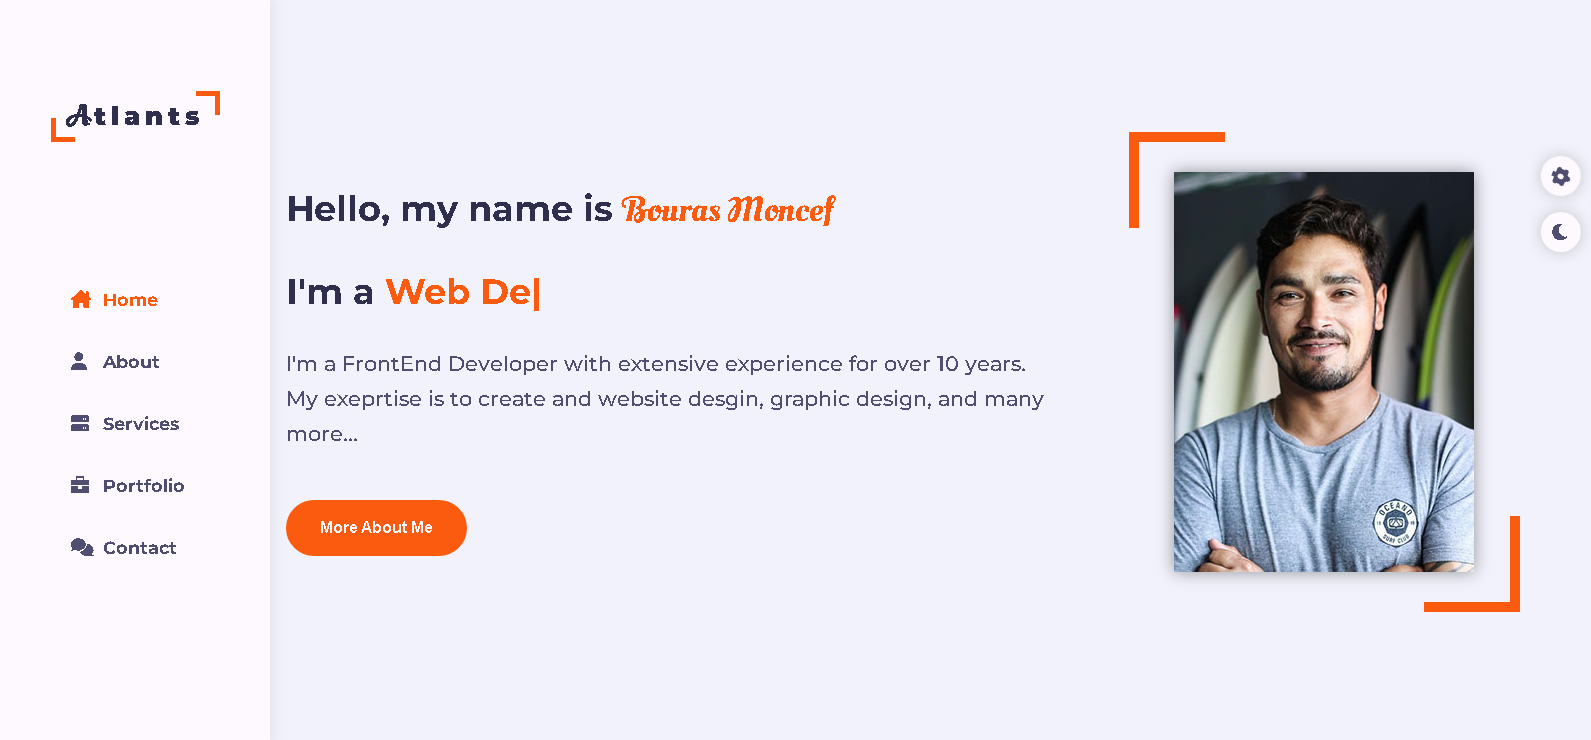 Atlants
Home
About
Services
Portfolio
Contact
Hello, my name is Bouras Moncef
I'm a Web De|
I'm a FrontEnd Developer with extensive experience for over 10 years.
My exeprtise is to create and website desgin, graphic design, and many
more...
More About Me
OCEANO
SURF CLUB